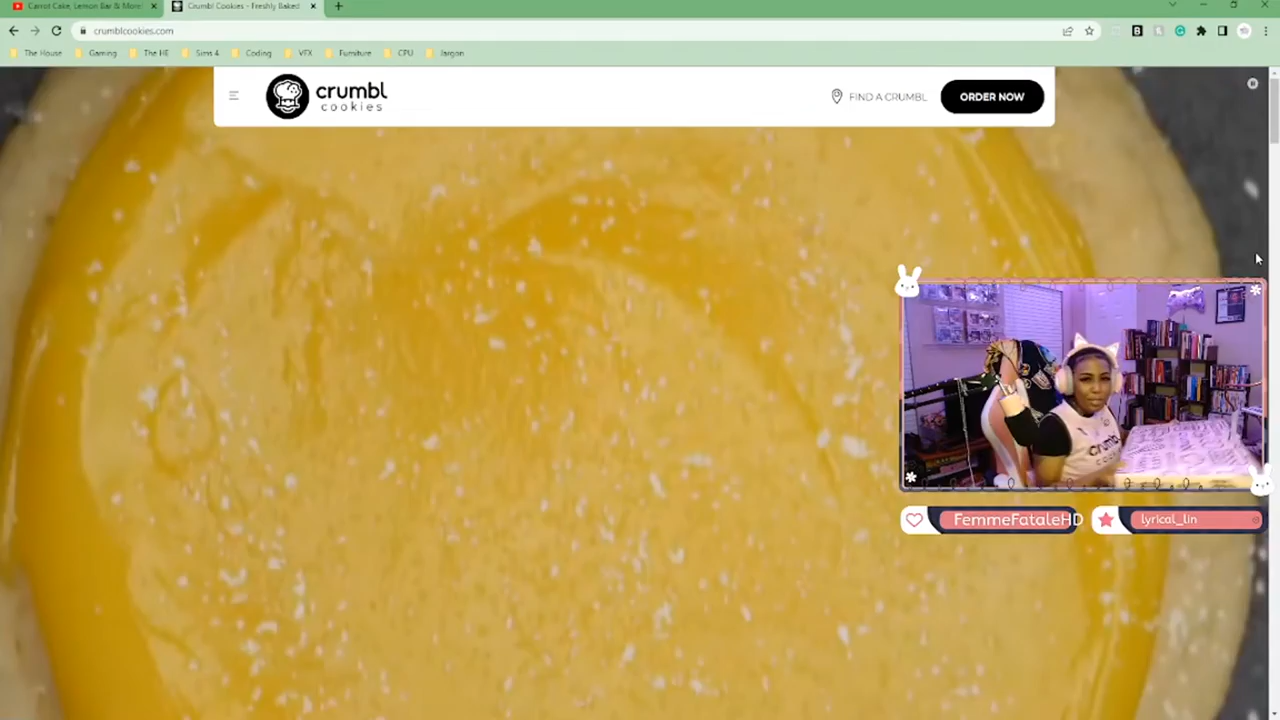 Carrot Cake, Lemon Bar & More!
Crumbl Cookies - Freshly Baked
crumblcookies.com
The House
Gaming
The HE
Sims 4
Coding
VFX
Furniture
CPU
Jargon
crumbl
cookies
FIND A CRUMBL
ORDER NOW
crumbl
FemmeFataleHD
lyrical_lin